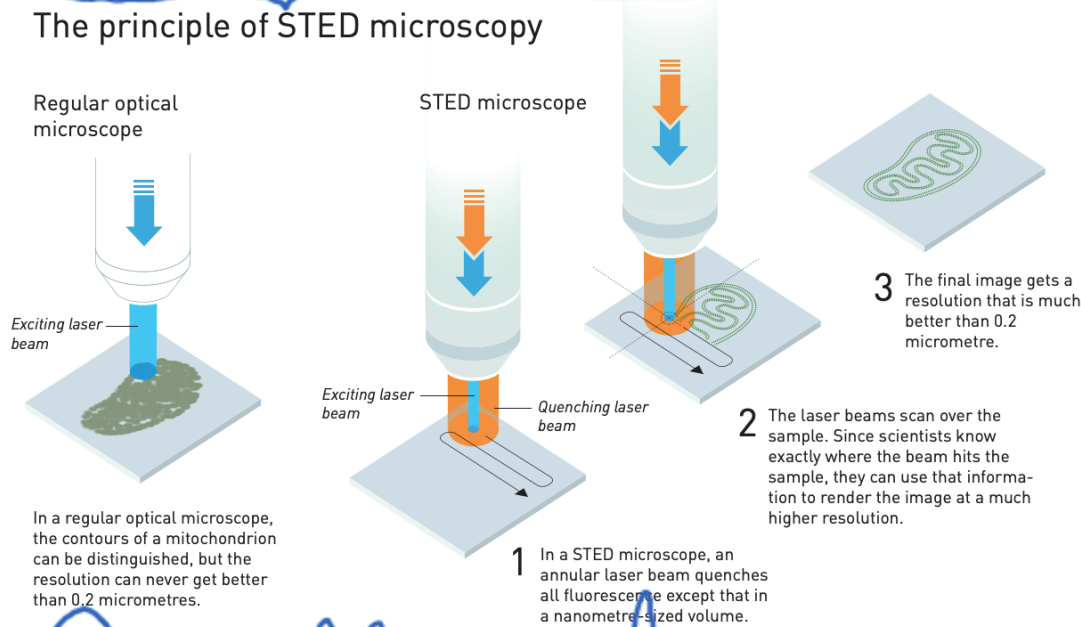 The principle of STED microscopy
Regular optical
microscope
Exciting laser
beam
In a regular optical microscope,
the contours of a mitochondrion
can be distinguished, but the
resolution can never get better
than 0.2 micrometres.
STED microscope
Exciting laser
beam
Quenching laser
beam
1
In a STED microscope, an
annular laser beam quenches
all fluorescence except that in
a nanometre-sized volume.
2
The laser beams scan over the
sample. Since scientists know
exactly where the beam hits the
sample, they can use that informa-
tion to render the image at a much
higher resolution.
3
The final image gets a
resolution that is much
better than 0.2
micrometre.